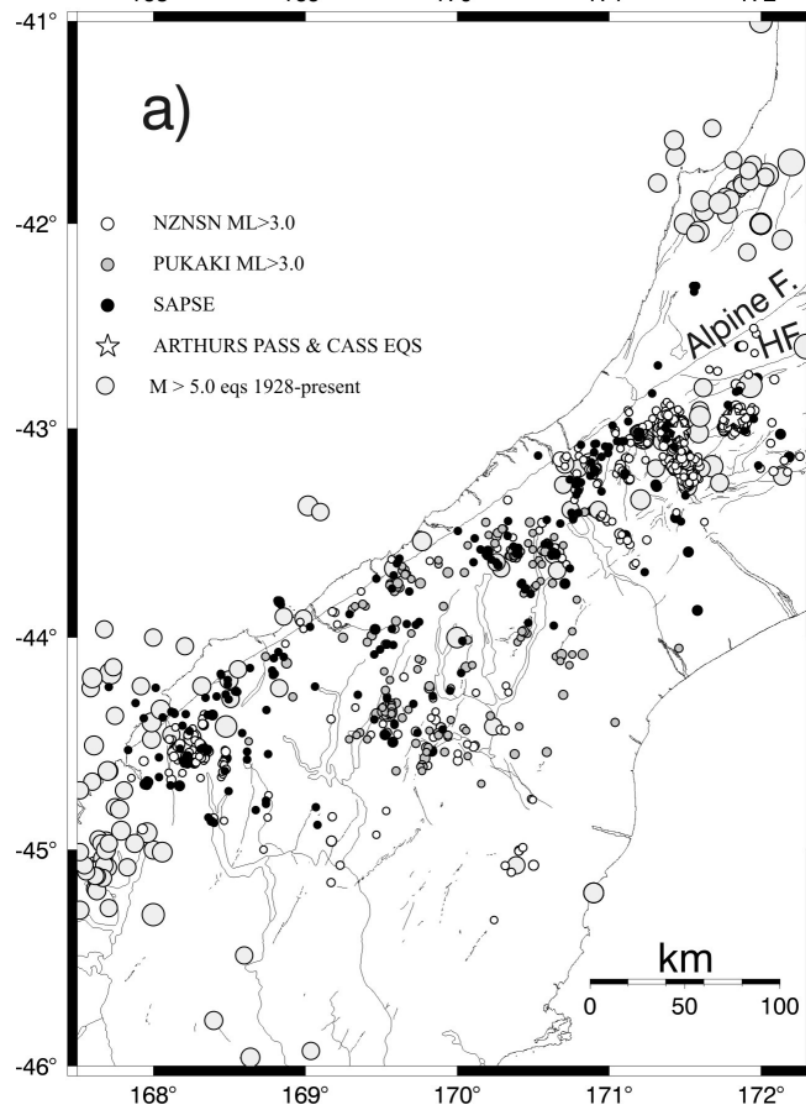 -41°
a)
-42°
NZNSN ML>3.0
PUKAKI ML>3.0
SAPSE
ARTHURS PASS & CASS EQS
M > 5.0 eqs 1928-present
Alpine F.
HF
-43°
-44°
-45°
km
0 50 100
-46°
168° 169° 170° 171° 172°